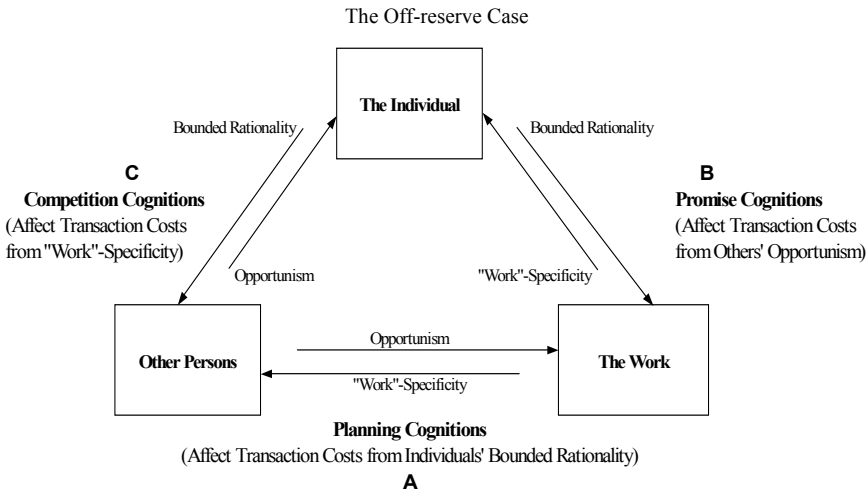 The Off-reserve Case
The Individual
Bounded Rationality
Bounded Rationality
C
Competition Cognitions
(Affect Transaction Costs
from "Work"-Specificity)
B
Promise Cognitions
(Affect Transaction Costs
from Others' Opportunism)
Opportunism
"Work"-Specificity
Other Persons
Opportunism
"Work"-Specificity
The Work
Planning Cognitions
(Affect Transaction Costs from Individuals' Bounded Rationality)
A